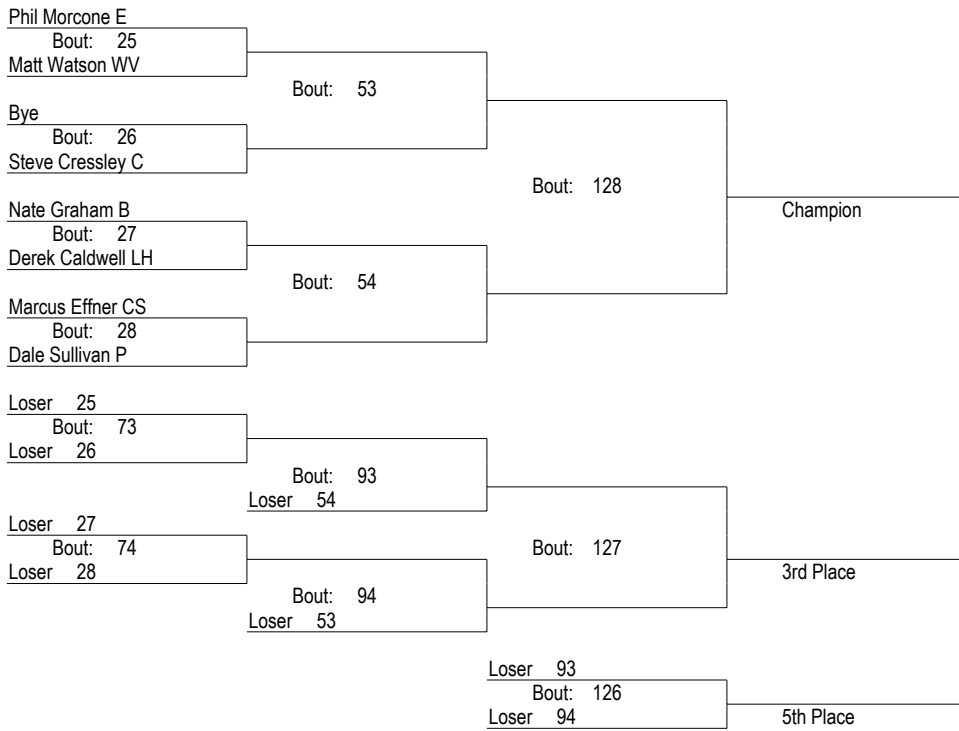 Phil Morcone E
Bout: 25
Matt Watson WV
Bout: 53
Bye
Bout: 26
Steve Cressley C
Bout: 128
Nate Graham B
Champion
Bout: 27
Derek Caldwell LH
Bout: 54
Marcus Effner CS
Bout: 28
Dale Sullivan P
Loser 25
Bout: 73
Loser 26
Bout: 93
Loser 54
Loser 27
Bout: 74
Bout: 127
Loser 28
3rd Place
Bout: 94
Loser 53
Loser 93
Bout: 126
Loser 94
5th Place